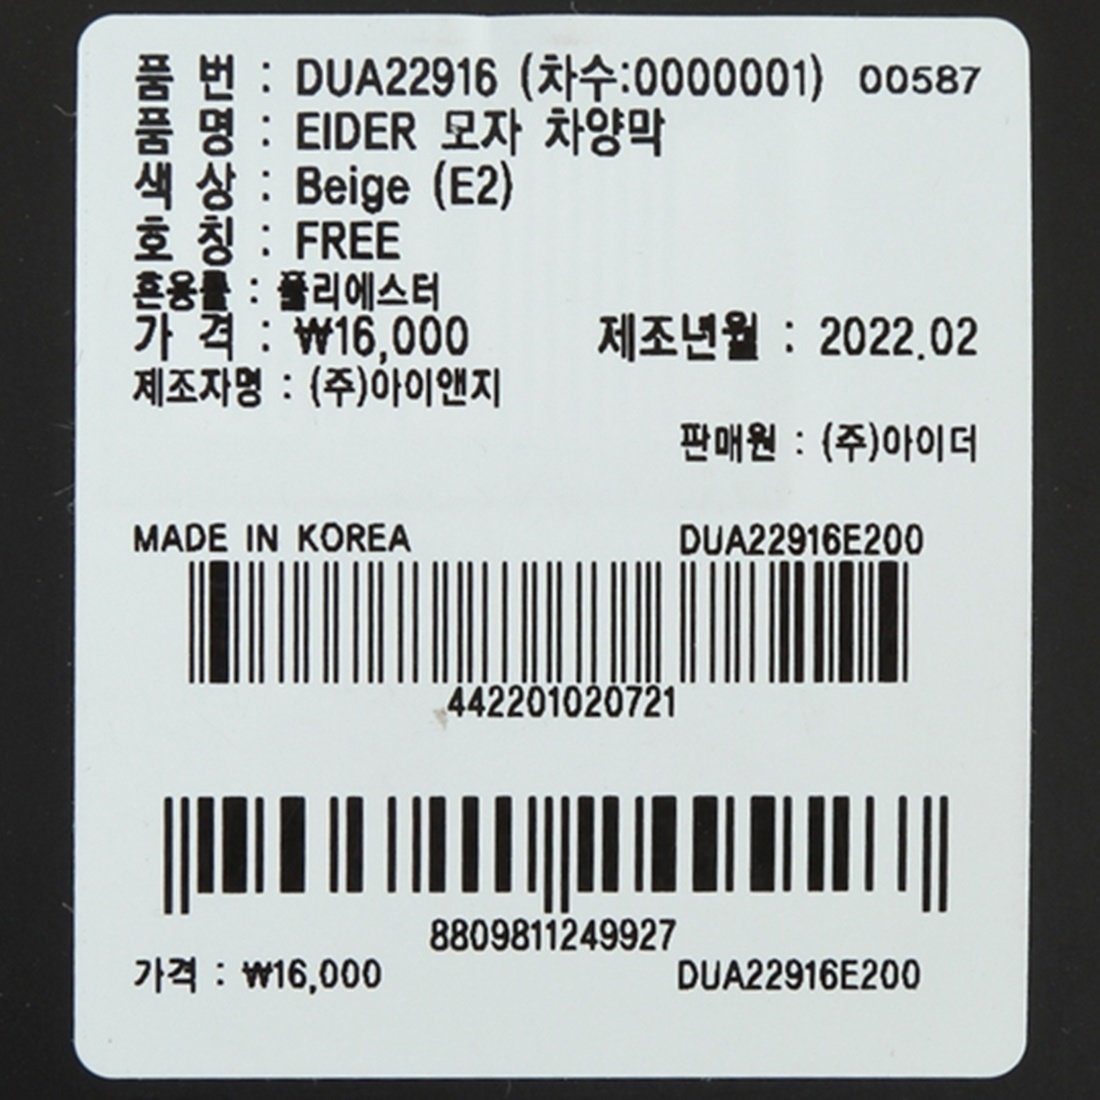 품 번 : DUA22916 (차수:0000001) 00587
품 명 : EIDER 모자 차양막
색 상 : Beige (E2)
호 칭 : FREE
혼용률 : 폴리에스터
가 격 : ₩16,000 제조년월 : 2022.02
제조자명 : (주)아이앤지
판매원 : (주)아이더
MADE IN KOREA DUA22916E200
442201020721
8809811249927
가격 : ₩16,000 DUA22916E200